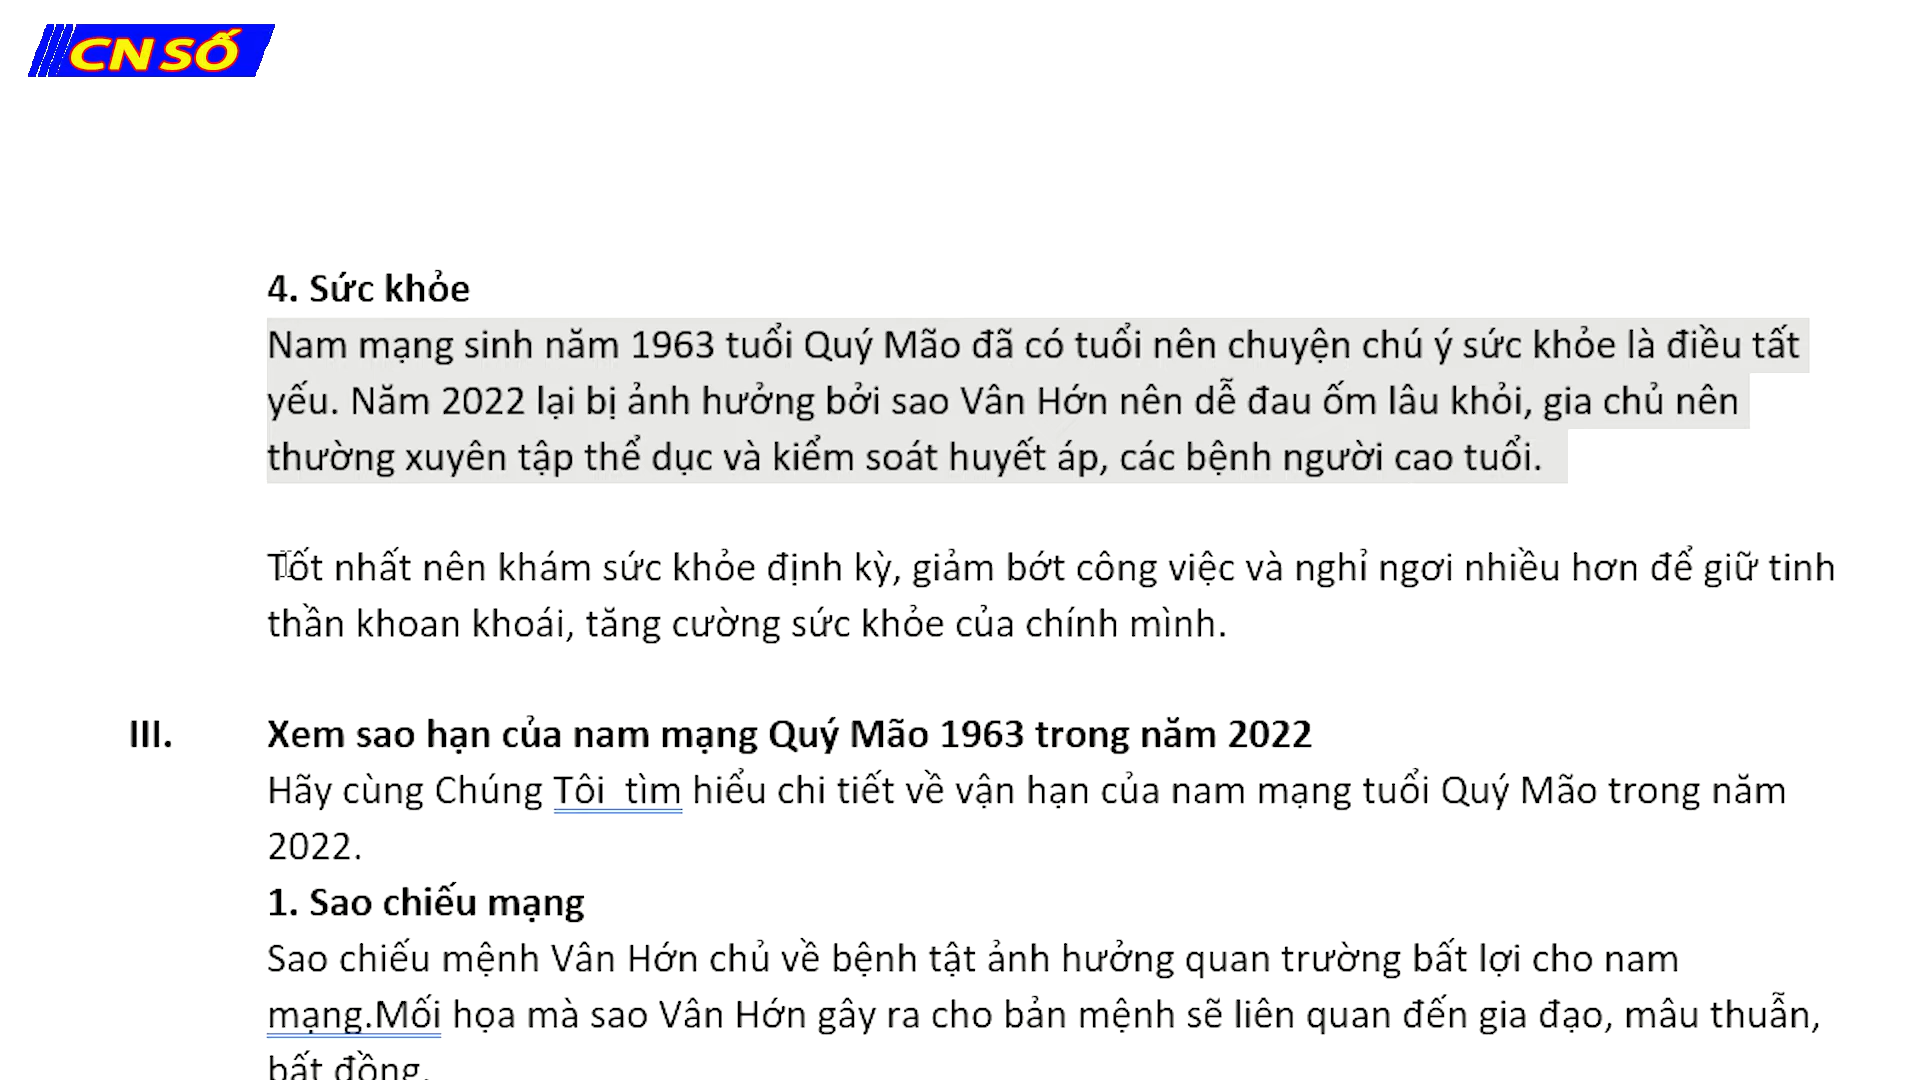 CN SỐ
4. Sức khỏe
Nam mạng sinh năm 1963 tuổi Quý Mão đã có tuổi nên chuyện chú ý sức khỏe là điều tất
yếu. Năm 2022 lại bị ảnh hưởng bởi sao Vân Hớn nên dễ đau ốm lâu khỏi, gia chủ nên
thường xuyên tập thể dục và kiểm soát huyết áp, các bệnh người cao tuổi.
Tốt nhất nên khám sức khỏe định kỳ, giảm bớt công việc và nghỉ ngơi nhiều hơn để giữ tinh
thần khoan khoái, tăng cường sức khỏe của chính mình.
III. Xem sao hạn của nam mạng Quý Mão 1963 trong năm 2022
Hãy cùng Chúng Tôi  tìm hiểu chi tiết về vận hạn của nam mạng tuổi Quý Mão trong năm
2022.
1. Sao chiếu mạng
Sao chiếu mệnh Vân Hớn chủ về bệnh tật ảnh hưởng quan trường bất lợi cho nam
mạng.Mối họa mà sao Vân Hớn gây ra cho bản mệnh sẽ liên quan đến gia đạo, mâu thuẫn,
bất đồng.